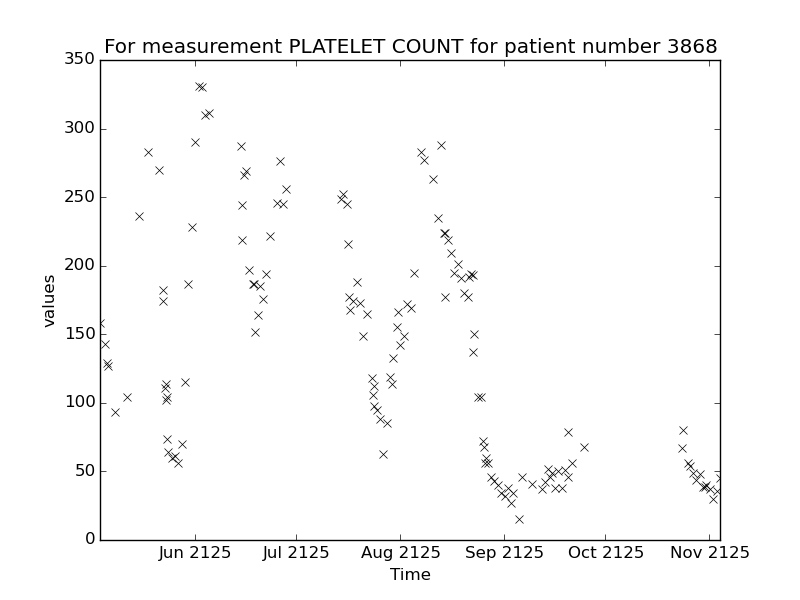 For measurement PLATELET COUNT for patient number 3868
350
300
250
200
150
100
50
0
values
Jun 2125 Jul 2125 Aug 2125 Sep 2125 Oct 2125 Nov 2125
Time